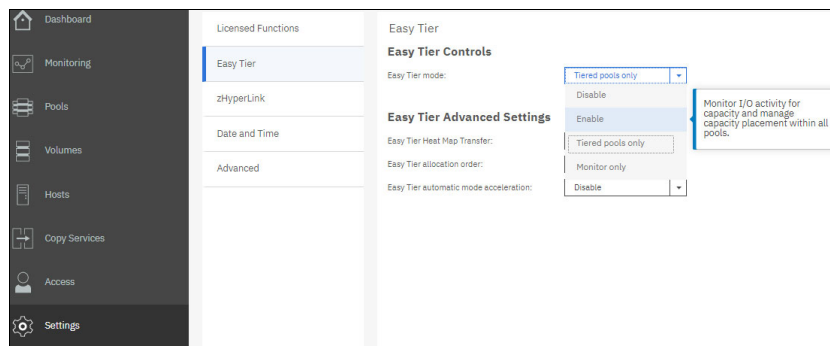 Dashboard
Monitoring
Pools
Volumes
Hosts
Copy Services
Access
Settings
Licensed Functions
Easy Tier
zHyperLink
Date and Time
Advanced
Easy Tier
Easy Tier Controls
Easy Tier mode:
Tiered pools only
Disable
Enable
Tiered pools only
Monitor only
Monitor I/O activity for
capacity and manage
capacity placement within all
pools.
Easy Tier Advanced Settings
Easy Tier Heat Map Transfer:
Easy Tier allocation order:
Easy Tier automatic mode acceleration:
Disable